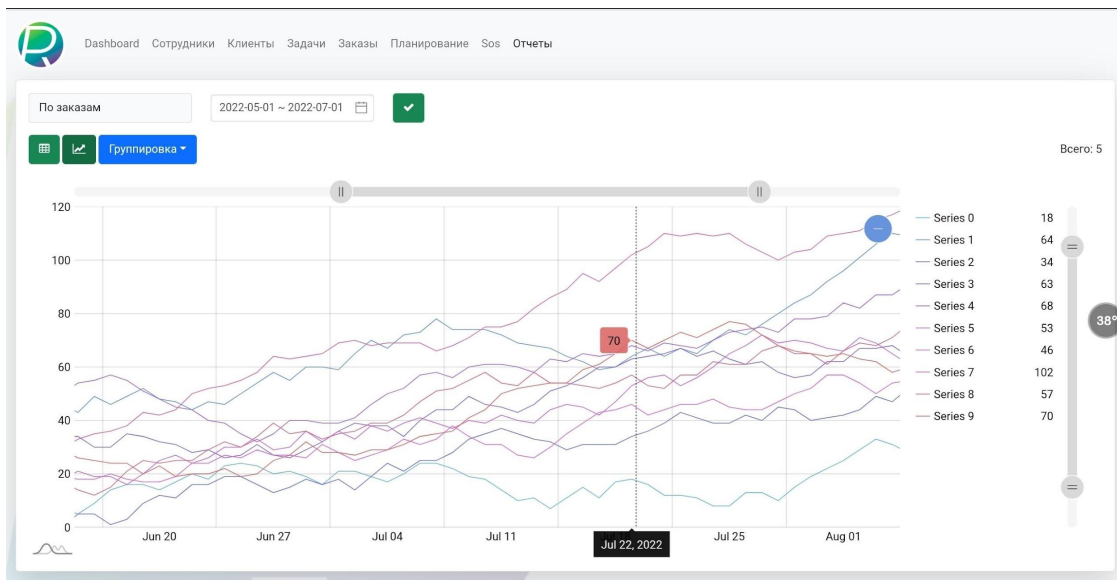 Dashboard Сотрудники Клиенты Задачи Заказы Планирование Sos Отчеты
По заказам
2022-05-01 ~ 2022-07-01
Группировка
Всего: 5
120
100
80
60
40
20
0
Jun 20
Jun 27
Jul 04
Jul 11
Jul 25
Aug 01
Jul 22, 2022
70
Series 0 18
Series 1 64
Series 2 34
Series 3 63
Series 4 68
Series 5 53
Series 6 46
Series 7 102
Series 8 57
Series 9 70
38°